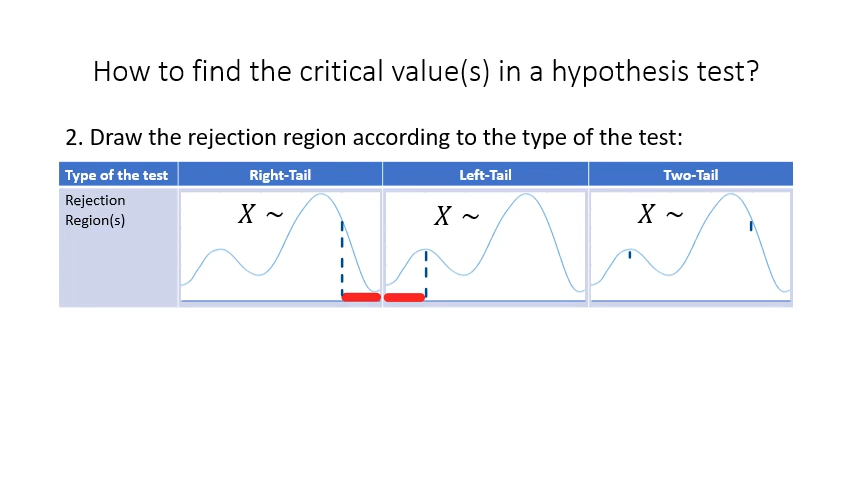 How to find the critical value(s) in a hypothesis test?
2. Draw the rejection region according to the type of the test:
Type of the test Right-Tail Left-Tail Two-Tail
Rejection
Region(s)
X ~ X ~ X ~